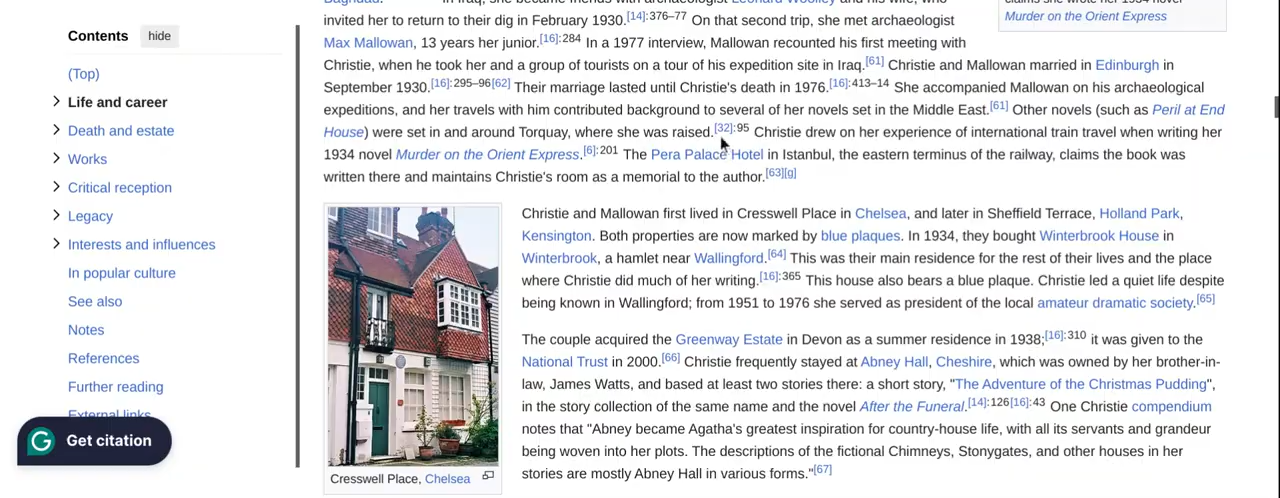 Contents hide
(Top)
Life and career
Death and estate
Works
Critical reception
Legacy
Interests and influences
In popular culture
See also
Notes
References
Further reading
External links
Get citation
invited her to return to their dig in February 1930.[14]:376–77 On that second trip, she met archaeologist
Max Mallowan, 13 years her junior.[16]:284 In a 1977 interview, Mallowan recounted his first meeting with
Christie, when he took her and a group of tourists on a tour of his expedition site in Iraq.[61] Christie and Mallowan married in Edinburgh in
September 1930.[16]:295–96[62] Their marriage lasted until Christie's death in 1976.[16]:413–14 She accompanied Mallowan on his archaeological
expeditions, and her travels with him contributed background to several of her novels set in the Middle East.[61] Other novels (such as Peril at End
House) were set in and around Torquay, where she was raised.[32]:95 Christie drew on her experience of international train travel when writing her
1934 novel Murder on the Orient Express.[6]:201 The Pera Palace Hotel in Istanbul, the eastern terminus of the railway, claims the book was
written there and maintains Christie's room as a memorial to the author.[63][g]
Murder on the Orient Express
Cresswell Place, Chelsea
Christie and Mallowan first lived in Cresswell Place in Chelsea, and later in Sheffield Terrace, Holland Park,
Kensington. Both properties are now marked by blue plaques. In 1934, they bought Winterbrook House in
Winterbrook, a hamlet near Wallingford.[64] This was their main residence for the rest of their lives and the place
where Christie did much of her writing.[16]:365 This house also bears a blue plaque. Christie led a quiet life despite
being known in Wallingford; from 1951 to 1976 she served as president of the local amateur dramatic society.[65]
The couple acquired the Greenway Estate in Devon as a summer residence in 1938;[16]:310 it was given to the
National Trust in 2000.[66] Christie frequently stayed at Abney Hall, Cheshire, which was owned by her brother-in-
law, James Watts, and based at least two stories there: a short story, "The Adventure of the Christmas Pudding",
in the story collection of the same name and the novel After the Funeral.[14]:126[16]:43 One Christie compendium
notes that "Abney became Agatha's greatest inspiration for country-house life, with all its servants and grandeur
being woven into her plots. The descriptions of the fictional Chimneys, Stonygates, and other houses in her
stories are mostly Abney Hall in various forms."[67]